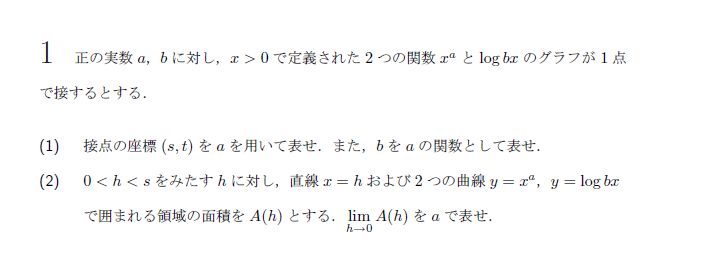 1 正の実数 a，b に対し，x > 0 で定義された 2 つの関数 x^a と log bx のグラフが 1 点
で接するとする．
(1) 接点の座標 (s, t) を a を用いて表せ．また，b を a の関数として表せ．
(2) 0 < h < s をみたす h に対し，直線 x = h および 2 つの曲線 y = x^a，y = log bx
で囲まれる領域の面積を A(h) とする．lim_{h→0} A(h) を a で表せ．